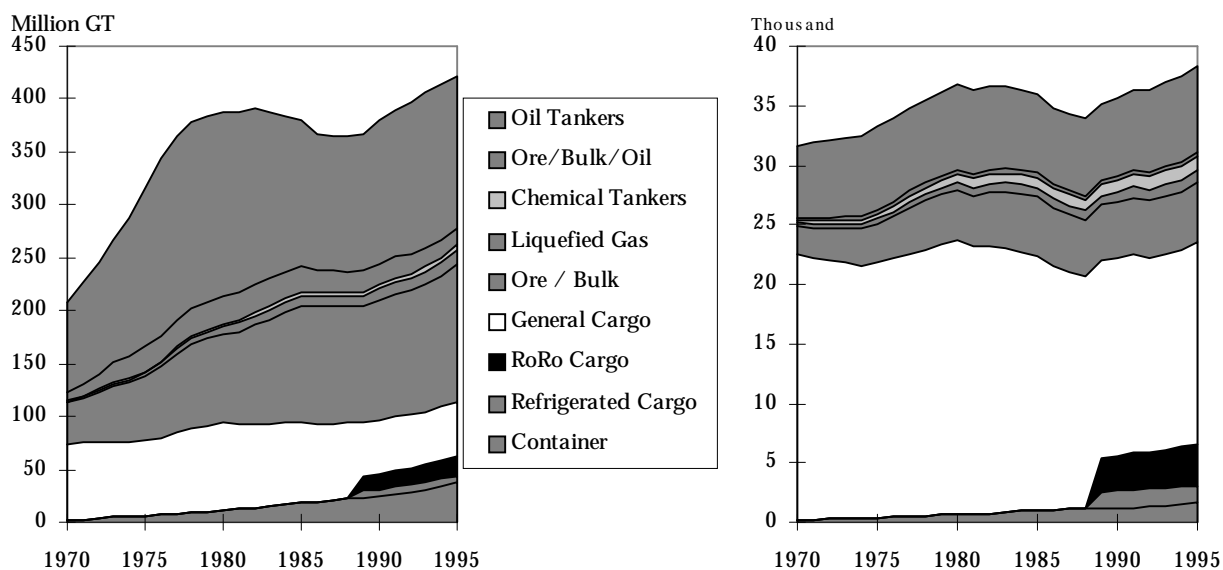 Million GT
450
400
350
300
250
200
150
100
50
0
1970 1975 1980 1985 1990 1995
Oil Tankers
Ore/Bulk/Oil
Chemical Tankers
Liquefied Gas
Ore / Bulk
General Cargo
RoRo Cargo
Refrigerated Cargo
Container
Thousand
40
35
30
25
20
15
10
5
0
1970 1975 1980 1985 1990 1995